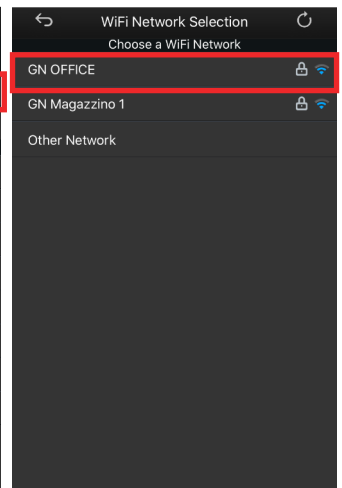 WiFi Network Selection
Choose a WiFi Network
GN OFFICE
GN Magazzino 1
Other Network